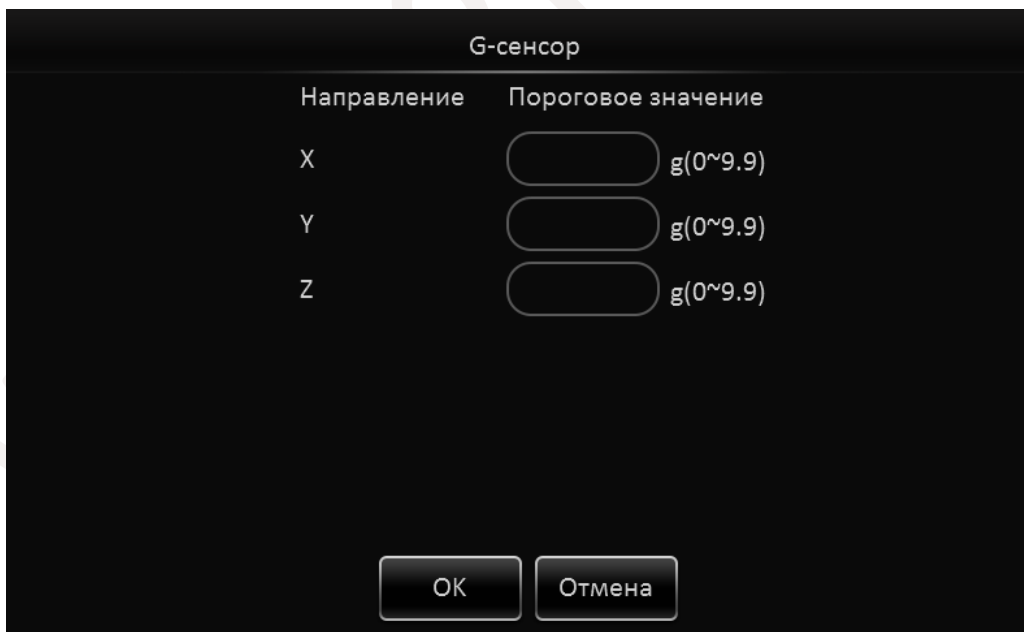 G-сенсор
Направление Пороговое значение
X g(0~9.9)
Y g(0~9.9)
Z g(0~9.9)
OK Отмена